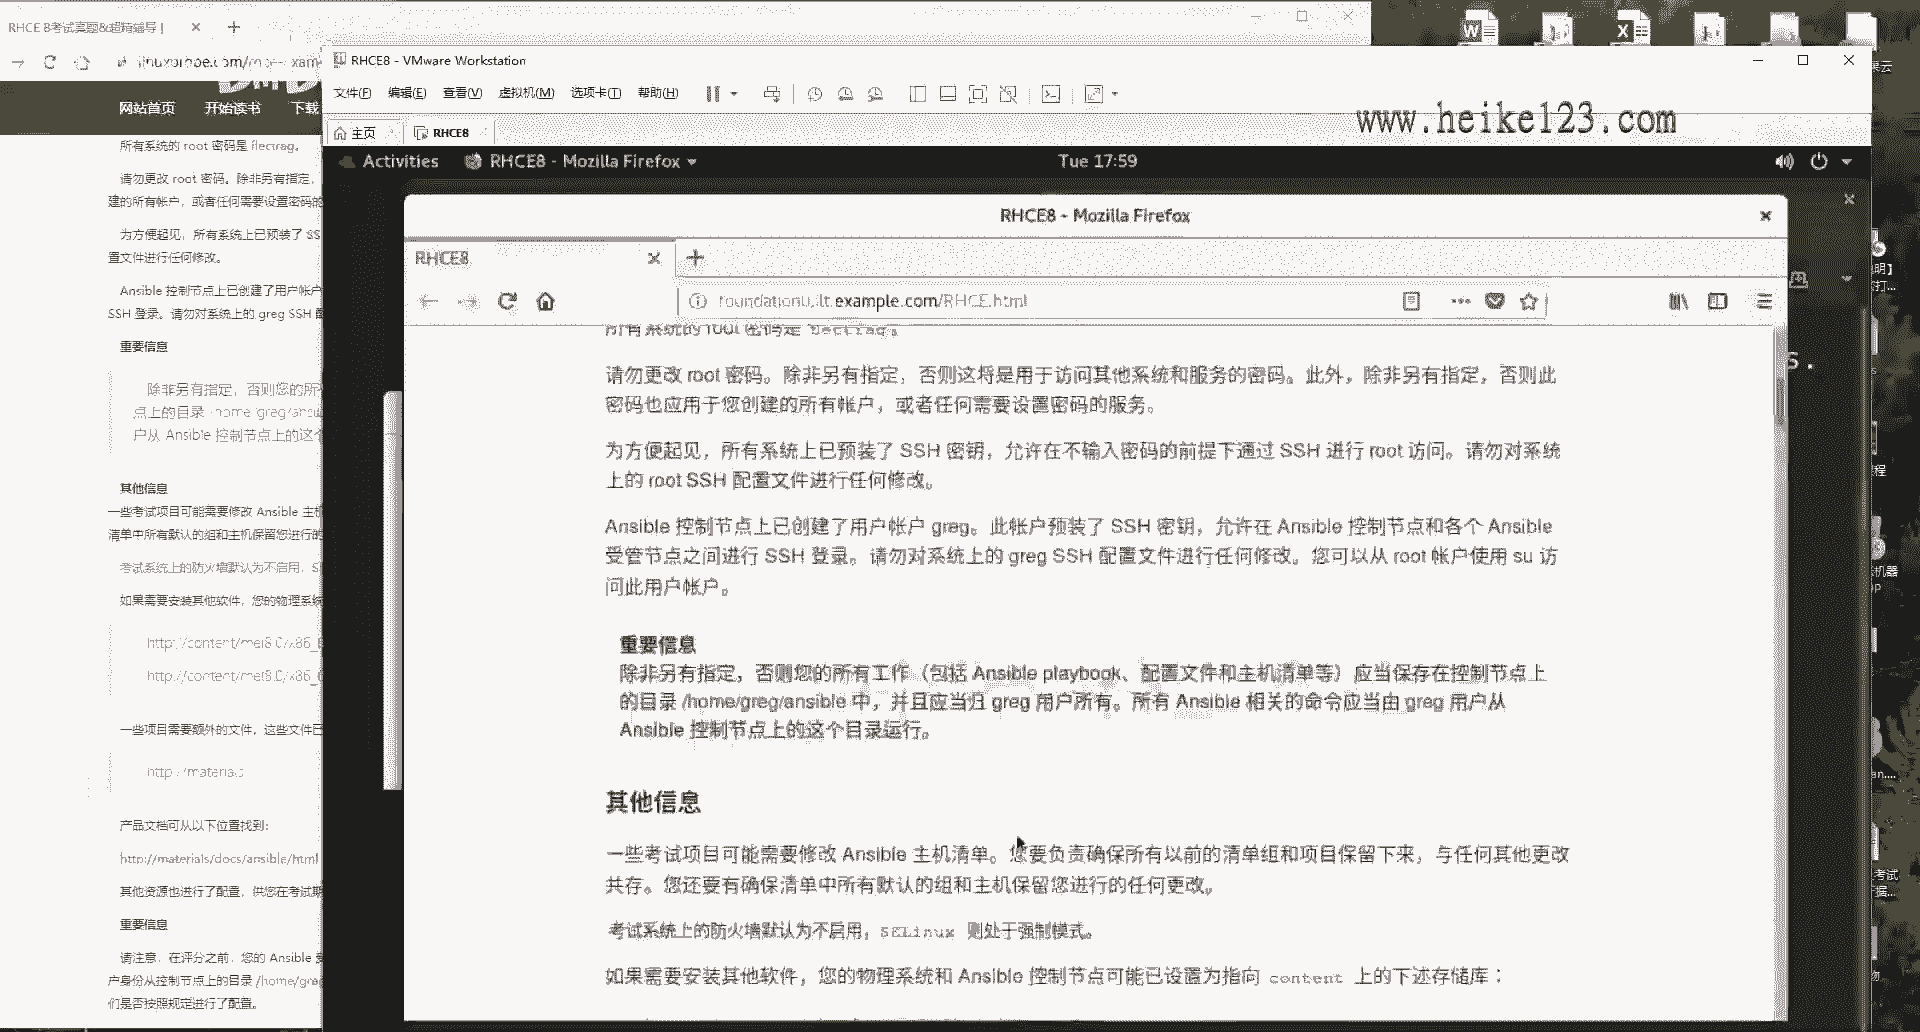 RHCE 8考试真题&超精辅导 |
网站首页 开始读书 下载
所有系统的 root 密码是 flectrag。
请勿更改 root 密码。除非另有指定,
建的所有帐户，或者任何需要设置密码的
为方便起见，所有系统上已预装了 SS
置文件进行任何修改。
Ansible 控制节点上已创建了用户帐户
SSH 登录。请勿对系统上的 greg SSH 配
重要信息
除非另有指定，否则您的所
点上的目录 /home/greg/ansib
户从 Ansible 控制节点上的这个
其他信息
一些考试项目可能需要修改 Ansible 主机
清单中所有默认的组和主机保留您进行的
考试系统上的防火墙默认为不启用，S
如果需要安装其他软件，您的物理系统
一些项目需要额外的文件，这些文件已
http://materials
产品文档可从以下位置找到：
http://materials/docs/ansible/html
其他资源也进行了配置，供您在考试期
重要信息
请注意，在评分之前，您的 Ansible 受
户身份从控制节点上的目录 /home/greg
们是否按照规定进行了配置。
RHCE8 - VMware Workstation
文件(F) 编辑(E) 查看(V) 虚拟机(M) 选项卡(T) 帮助(H)
www.heike123.com
主页 RHCE8
Activities RHCE8 - Mozilla Firefox Tue 17:59
RHCE8 - Mozilla Firefox
RHCE8
foundation0.ilt.example.com/RHCE.html
所有系统的 root 密码是 flectrag。
请勿更改 root 密码。除非另有指定，否则这将是用于访问其他系统和服务的密码。此外，除非另有指定，否则此
密码也应用于您创建的所有帐户，或者任何需要设置密码的服务。
为方便起见，所有系统上已预装了 SSH 密钥，允许在不输入密码的前提下通过 SSH 进行 root 访问。请勿对系统
上的 root SSH 配置文件进行任何修改。
Ansible 控制节点上已创建了用户帐户 greg。此帐户预装了 SSH 密钥，允许在 Ansible 控制节点和各个 Ansible
受管节点之间进行 SSH 登录。请勿对系统上的 greg SSH 配置文件进行任何修改。您可以从 root 帐户使用 su 访
问此用户帐户。
重要信息
除非另有指定，否则您的所有工作（包括 Ansible playbook、配置文件和主机清单等）应当保存在控制节点上
的目录 /home/greg/ansible 中，并且应当归 greg 用户所有。所有 Ansible 相关的命令应当由 greg 用户从
Ansible 控制节点上的这个目录运行。
其他信息
一些考试项目可能需要修改 Ansible 主机清单。您要负责确保所有以前的清单组和项目保留下来，与任何其他更改
共存。您还要有确保清单中所有默认的组和主机保留您进行的任何更改。
考试系统上的防火墙默认为不启用，SELinux 则处于强制模式。
如果需要安装其他软件，您的物理系统和 Ansible 控制节点可能已设置为指向 content 上的下述存储库：